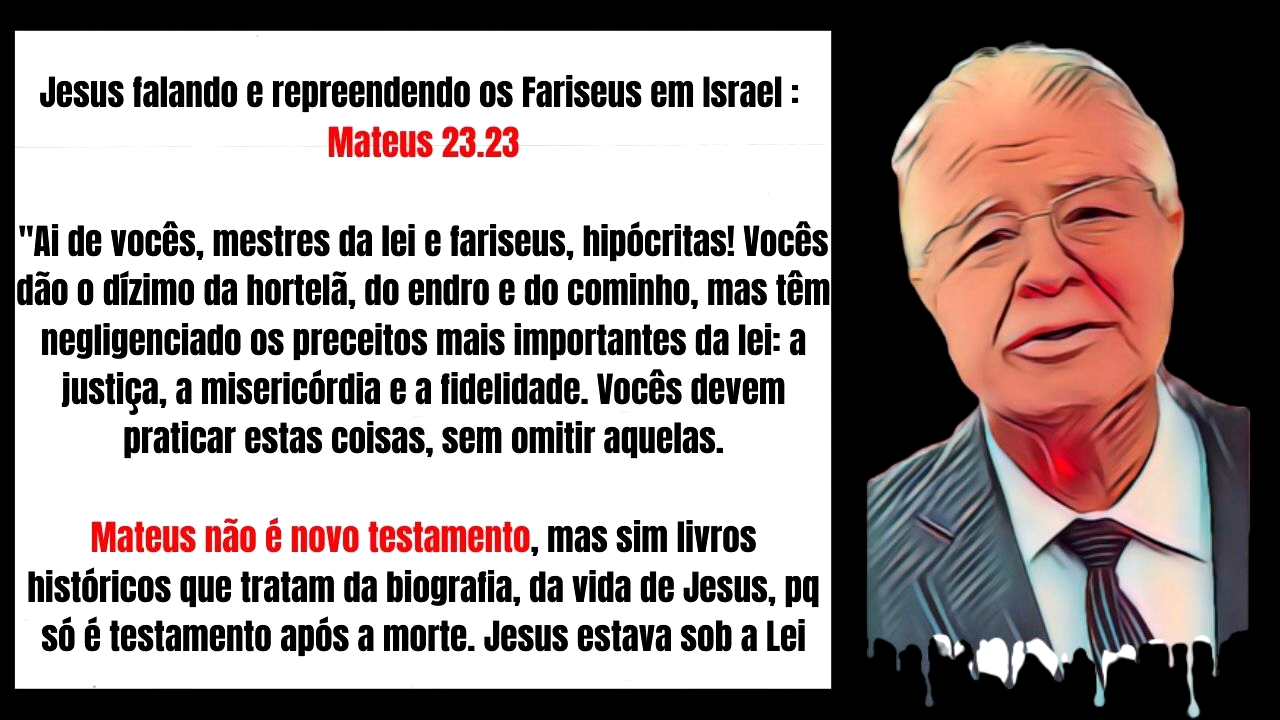 Jesus falando e repreendendo os Fariseus em Israel :
Mateus 23.23
"Ai de vocês, mestres da lei e fariseus, hipócritas! Vocês
dão o dízimo da hortelã, do endro e do cominho, mas têm
negligenciado os preceitos mais importantes da lei: a
justiça, a misericórdia e a fidelidade. Vocês devem
praticar estas coisas, sem omitir aquelas.
Mateus não é novo testamento, mas sim livros
históricos que tratam da biografia, da vida de Jesus, pq
só é testamento após a morte. Jesus estava sob a Lei